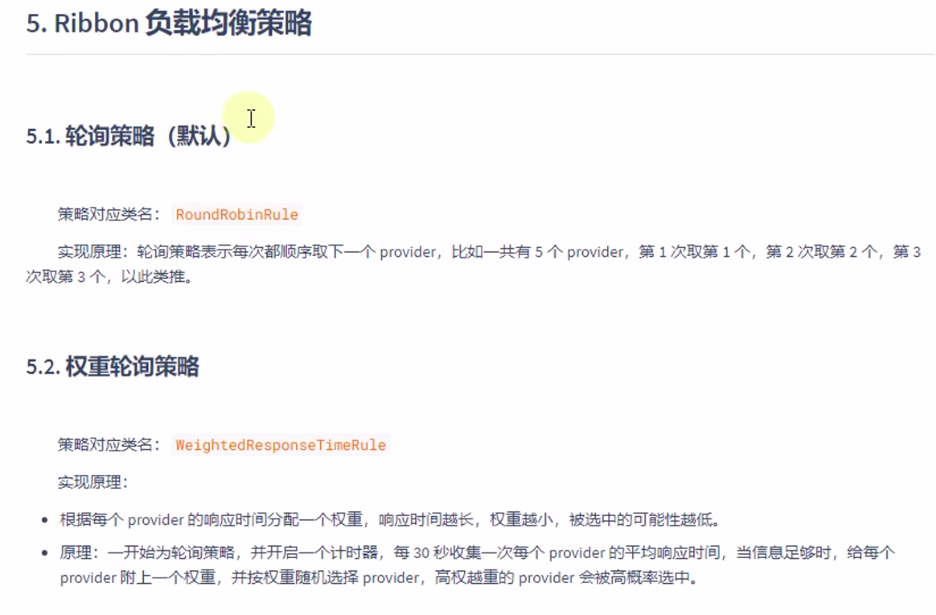 5. Ribbon 负载均衡策略
5.1. 轮询策略（默认）
策略对应类名： RoundRobinRule
实现原理：轮询策略表示每次都顺序取下一个 provider，比如一共有 5 个 provider，第 1 次取第 1 个，第 2 次取第 2 个，第 3
次取第 3 个，以此类推。
5.2. 权重轮询策略
策略对应类名： WeightedResponseTimeRule
实现原理：
• 根据每个 provider 的响应时间分配一个权重，响应时间越长，权重越小，被选中的可能性越低。
• 原理：一开始为轮询策略，并开启一个计时器，每 30 秒收集一次每个 provider 的平均响应时间，当信息足够时，给每个
provider 附上一个权重，并按权重随机选择 provider，高权越重的 provider 会被高概率选中。